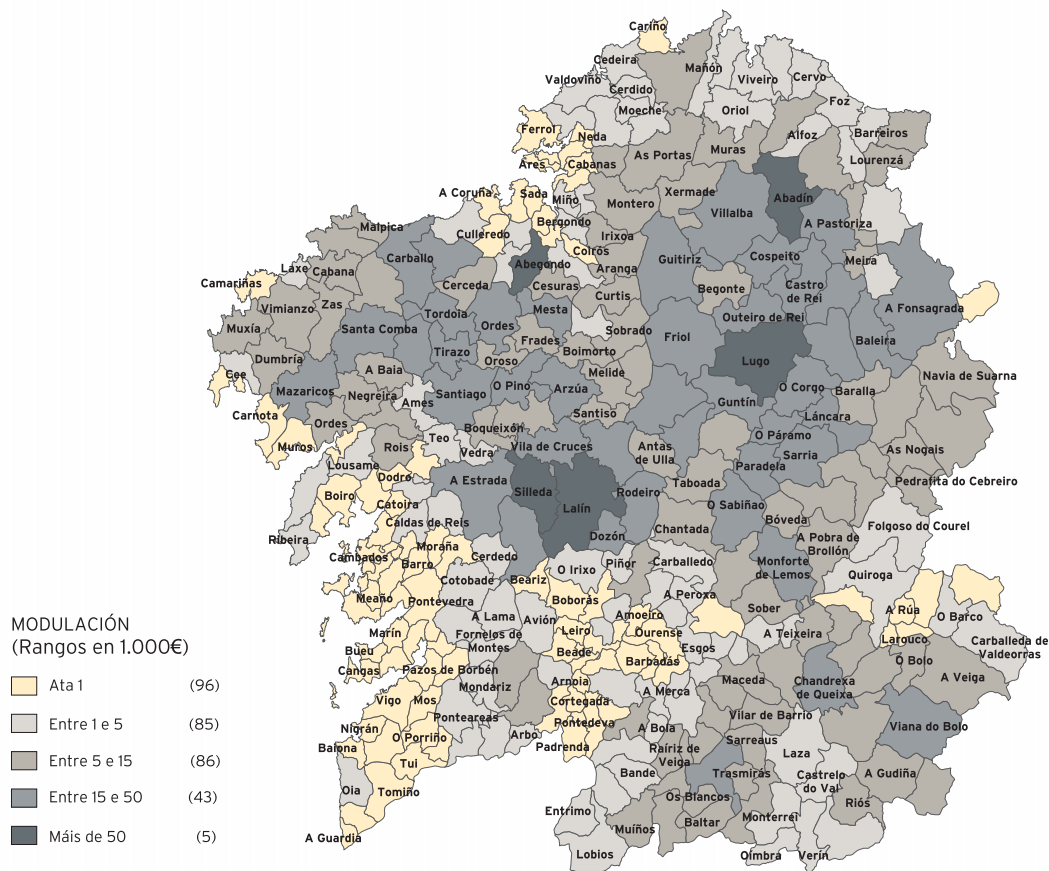 Cariño
Cedeira
Mañón
Valdoviño
Viveiro
Cervo
Cerdido
Moeche
Oriol
Foz
Ferrol
Neda
Alfoz
Barreiros
As Portas
Muras
Lourenzá
Ares
Cabanas
A Coruña
Sada
Miño
Montero
Xermade
Abadín
Villalba
Malpica
Bergondo
A Pastoriza
Culleredo
Irixoa
Coirós
Carballo
Abegondo
Guitiriz
Cospeito
Meira
Laxe
Cabana
Aranga
Camariñas
Cerceda
Cesuras
Begonte
Castro
de Rei
Curtis
Vimianzo
Zas
Mesta
A Fonsagrada
Tordoia
Outeiro de Rei
Muxía
Santa Comba
Ordes
Sobrado
Friol
Baleira
Frades
Tirazo
Boimorto
Dumbría
Oroso
Lugo
Cee
A Baia
Melide
Navia de Suarna
Mazaricos
O Pino
Arzúa
O Corgo
Baralla
Negreira
Santiago
Ames
Guntín
Carnota
Santiso
Láncara
Ordes
Boqueixón
O Páramo
Muros
Rois
Teo
Vila de Cruces
Antas
de Ulla
As Nogais
Vedra
Sarria
Lousame
Paradela
Dodro
A Estrada
Taboada
Pedrafita do Cebreiro
Boiro
Silleda
Rodeiro
Catoira
Lalín
O Sabiñao
Caldas de Reis
Bóveda
Folgoso do Courel
Ribeira
Dozón
Chantada
A Pobra de
Brollón
Moraña
Cambados
Cerdedo
Barro
O Irixo
Piñor
Carballedo
Monforte
de Lemos
Quiroga
Cotobade
Beariz
Meaño
Pontevedra
Boborás
A Peroxa
Sober
A Rúa
O Barco
A Lama
Avión
Amoeiro
Marín
Fornelos de
Montes
Leiro
Ourense
A Teixeira
Larouco
Carballeda de
Valdeorras
Bueu
Beade
Esgos
Cangas
Pazos de Borbén
Barbadás
O Bolo
Arnoia
Maceda
Chandrexa
de Queixa
A Veiga
Mondariz
A Merca
Vigo
Mos
Cortegada
Ponteareas
Pontedeva
Vilar de Barrio
Viana do Bolo
Nigrán
O Porriño
Arbo
A Bola
Baiona
Padrenda
Raíriz de
Veiga
Sarreaus
Laza
Tui
Bande
Trasmirás
Castrelo
do Val
A Gudiña
Oia
Tomiño
Os Blancos
Riós
Entrimo
Baltar
Monterrei
A Guardia
Muíños
Lobios
Oímbra
Verín
MODULACIÓN
(Rangos en 1.000€)
Ata 1 (96)
Entre 1 e 5 (85)
Entre 5 e 15 (86)
Entre 15 e 50 (43)
Máis de 50 (5)